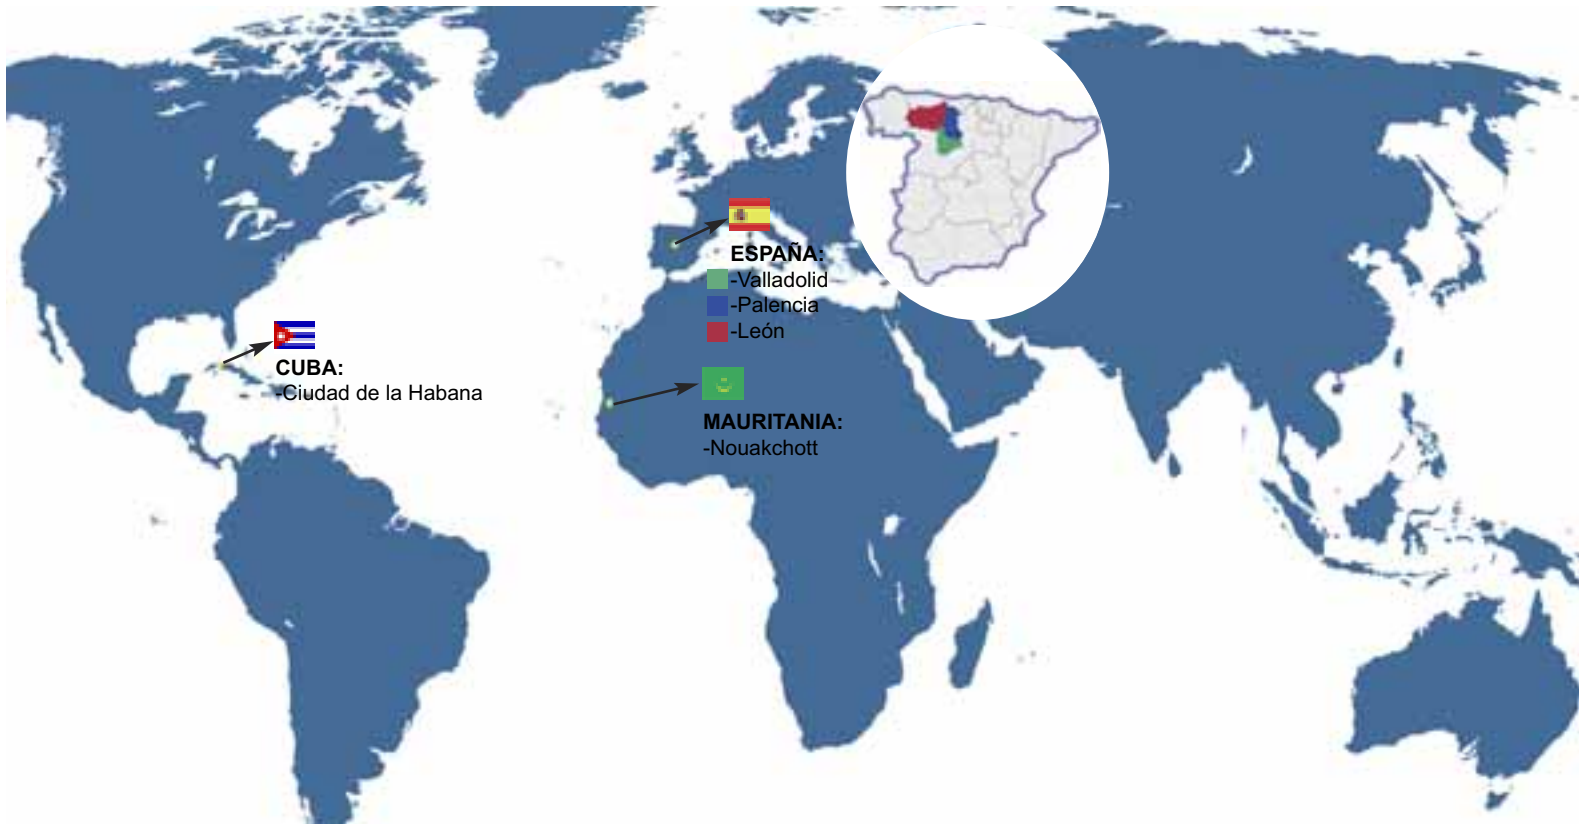 ESPAÑA:
-Valladolid
-Palencia
-León
CUBA:
-Ciudad de la Habana
MAURITANIA:
-Nouakchott